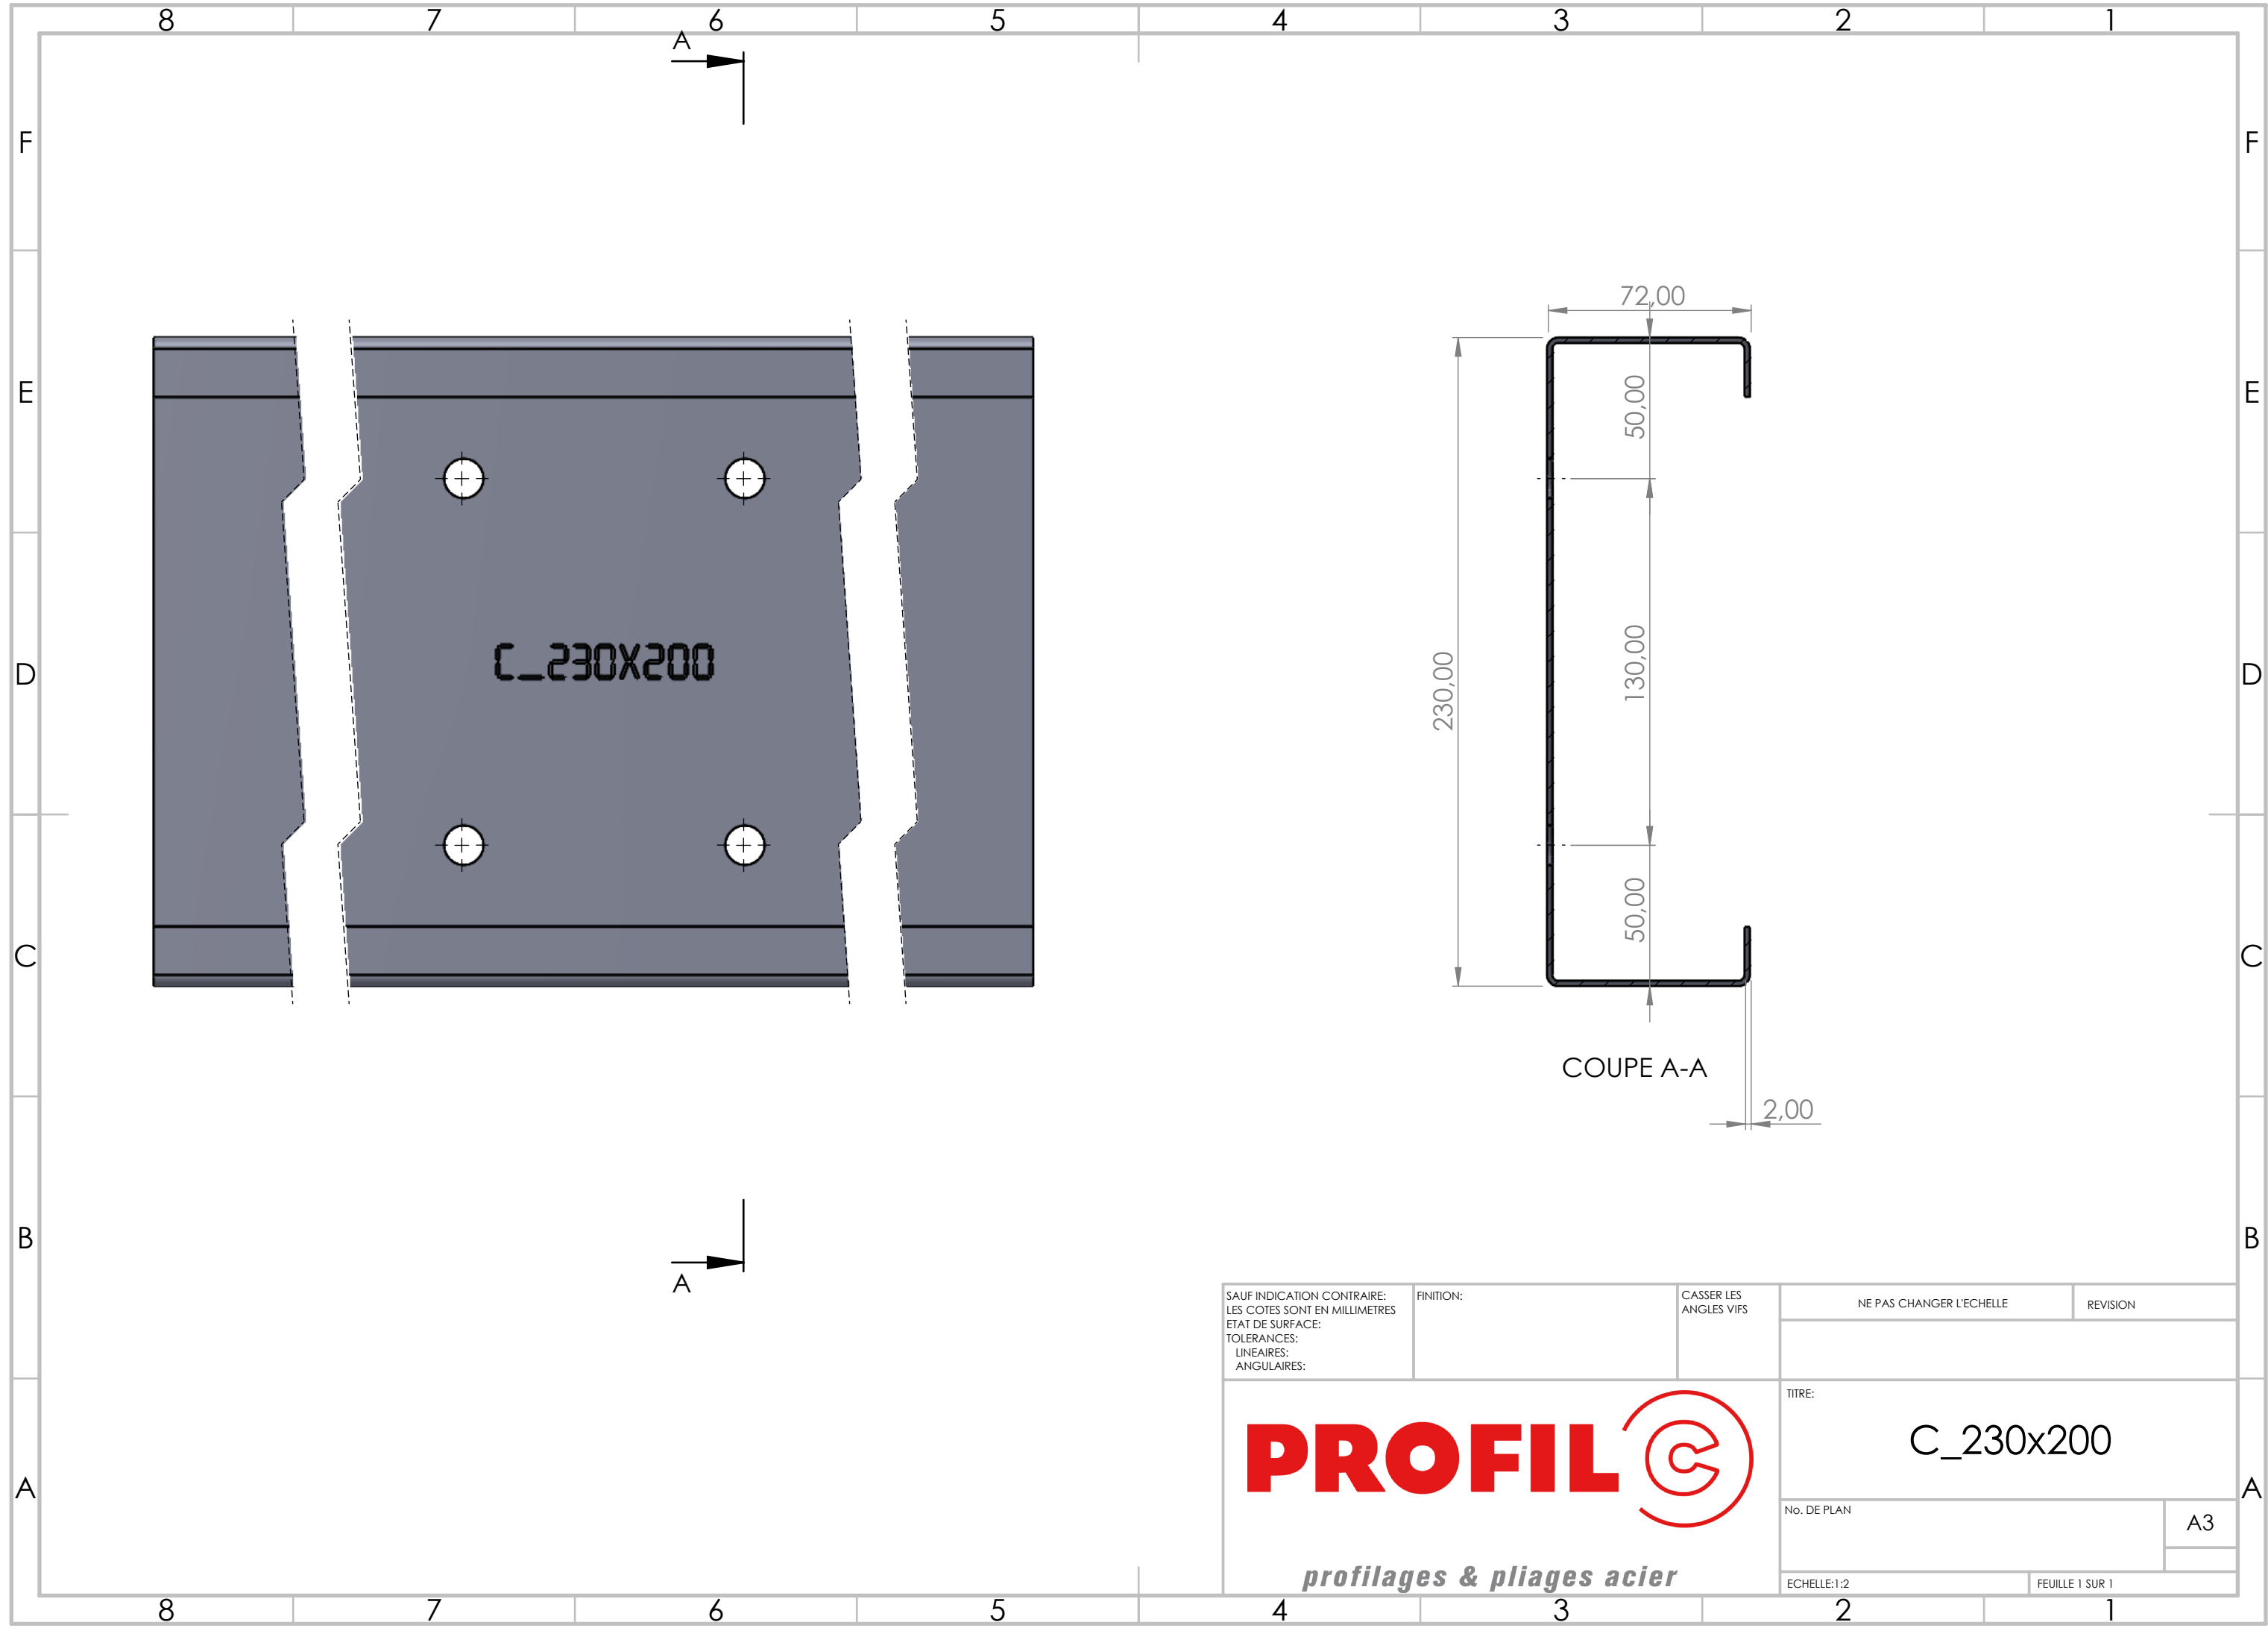 8 7 6 5 4 3 2 1
A
F F
72,00
E E
50,00
C_230X200
130,00
230,00
D D
50,00
C C
COUPE A-A
2,00
B B
A
SAUF INDICATION CONTRAIRE:
LES COTES SONT EN MILLIMETRES
ETAT DE SURFACE:
TOLERANCES:
LINEAIRES:
ANGULAIRES:
FINITION:
CASSER LES
ANGLES VIFS
NE PAS CHANGER L'ECHELLE
REVISION
PROFIL C
profilages & pliages acier
TITRE:
C_230x200
A A
No. DE PLAN
A3
ECHELLE:1:2
FEUILLE 1 SUR 1
8 7 6 5 4 3 2 1